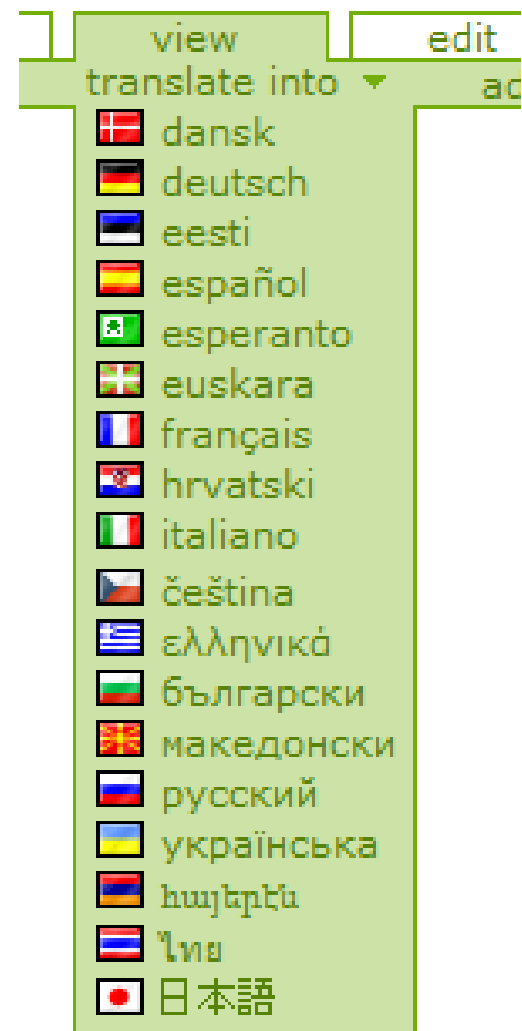 view edit
translate into
dansk
deutsch
eesti
español
esperanto
euskara
français
hrvatski
italiano
čeština
ελληνικά
български
македонски
русский
українська
հայերէն
ไทย
日本語